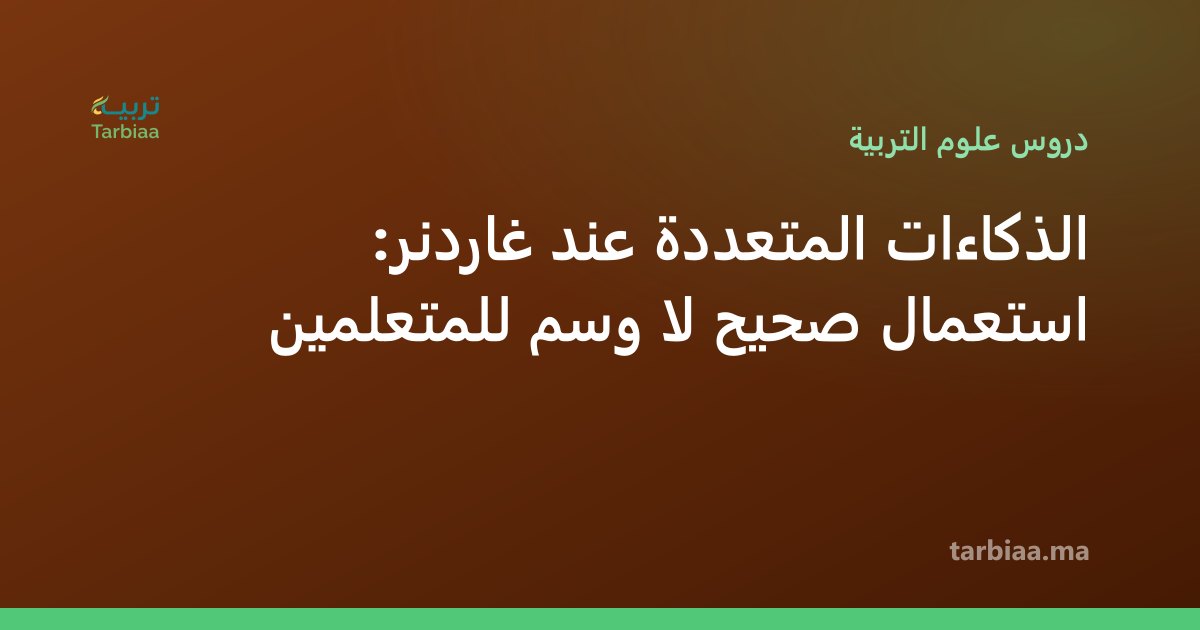 تربية
Tarbiaa
دروس علوم التربية
الذكاءات المتعددة عند غاردنر:
استعمال صحيح لا وسم للمتعلمين
tarbiaa.ma